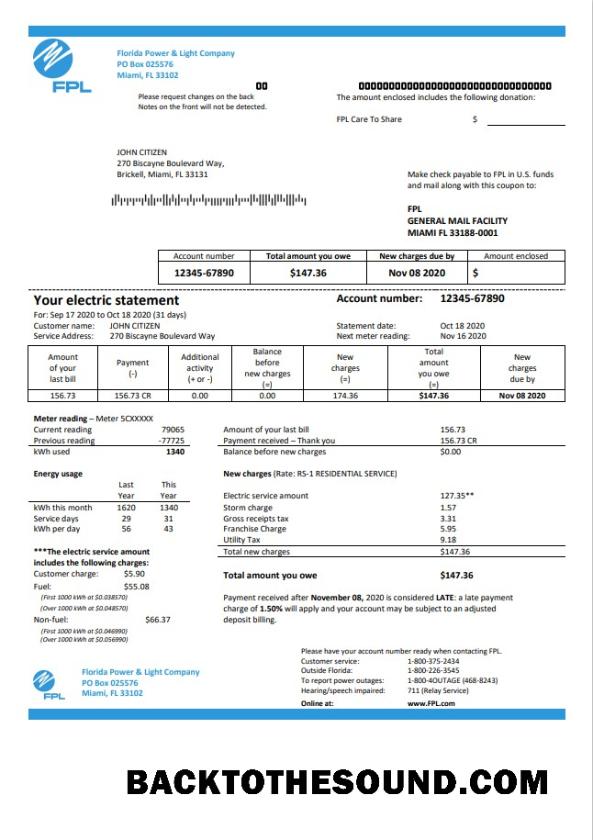 Florida Power & Light Company
PO Box 025576
Miami, FL 33102
FPL
Please request changes on the back
Notes on the front will not be detected.
The amount enclosed includes the following donation:
FPL Care To Share $
JOHN CITIZEN
270 Biscayne Boulevard Way,
Brickell, Miami, FL 33131
Make check payable to FPL in U.S. funds
and mail along with this coupon to:
FPL
GENERAL MAIL FACILITY
MIAMI FL 33188-0001
Account number Total amount you owe New charges due by Amount enclosed
12345-67890 $147.36 Nov 08 2020 $
Your electric statement Account number: 12345-67890
For: Sep 17 2020 to Oct 18 2020 (31 days)
Customer name: JOHN CITIZEN Statement date: Oct 18 2020
Service Address: 270 Biscayne Boulevard Way Next meter reading: Nov 16 2020
Amount of your last bill Payment (-) Additional activity (+ or -) Balance before new charges (=) New charges (=) Total amount you owe (=) New charges due by
156.73 156.73 CR 0.00 0.00 174.36 $147.36 Nov 08 2020
Meter reading – Meter 5CXXXXX
Current reading 79065
Previous reading -77725
kWh used 1340
Amount of your last bill 156.73
Payment received – Thank you 156.73 CR
Balance before new charges $0.00
Energy usage
Last Year This Year
kWh this month 1620 1340
Service days 29 31
kWh per day 56 43
New charges (Rate: RS-1 RESIDENTIAL SERVICE)
Electric service amount 127.35**
Storm charge 1.57
Gross receipts tax 3.31
Franchise Charge 5.95
Utility Tax 9.18
Total new charges $147.36
Total amount you owe $147.36
***The electric service amount
includes the following charges:
Customer charge: $5.90
Fuel: $55.08
(First 1000 kWh at $0.038570)
(Over 1000 kWh at $0.048570)
Non-fuel: $66.37
(First 1000 kWh at $0.046990)
(Over 1000 kWh at $0.056990)
Payment received after November 08, 2020 is considered LATE: a late payment
charge of 1.50% will apply and your account may be subject to an adjusted
deposit billing.
Please have your account number ready when contacting FPL.
Customer service: 1-800-375-2434
Outside Florida: 1-800-226-3545
To report power outages: 1-800-4OUTAGE (468-8243)
Hearing/speech impaired: 711 (Relay Service)
Online at: www.FPL.com
FPL
Florida Power & Light Company
PO Box 025576
Miami, FL 33102
BACKTOTHESOUND.COM